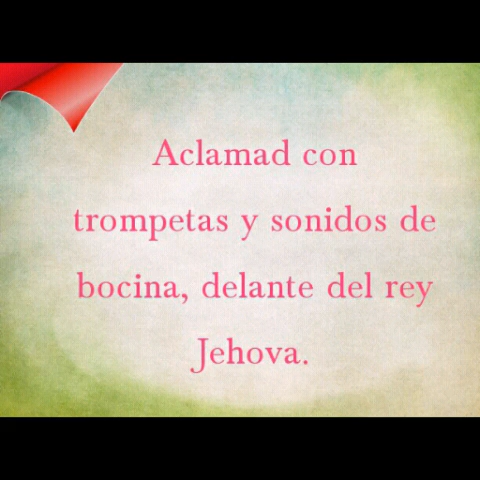 Aclamad con
trompetas y sonidos de
bocina, delante del rey
Jehova.